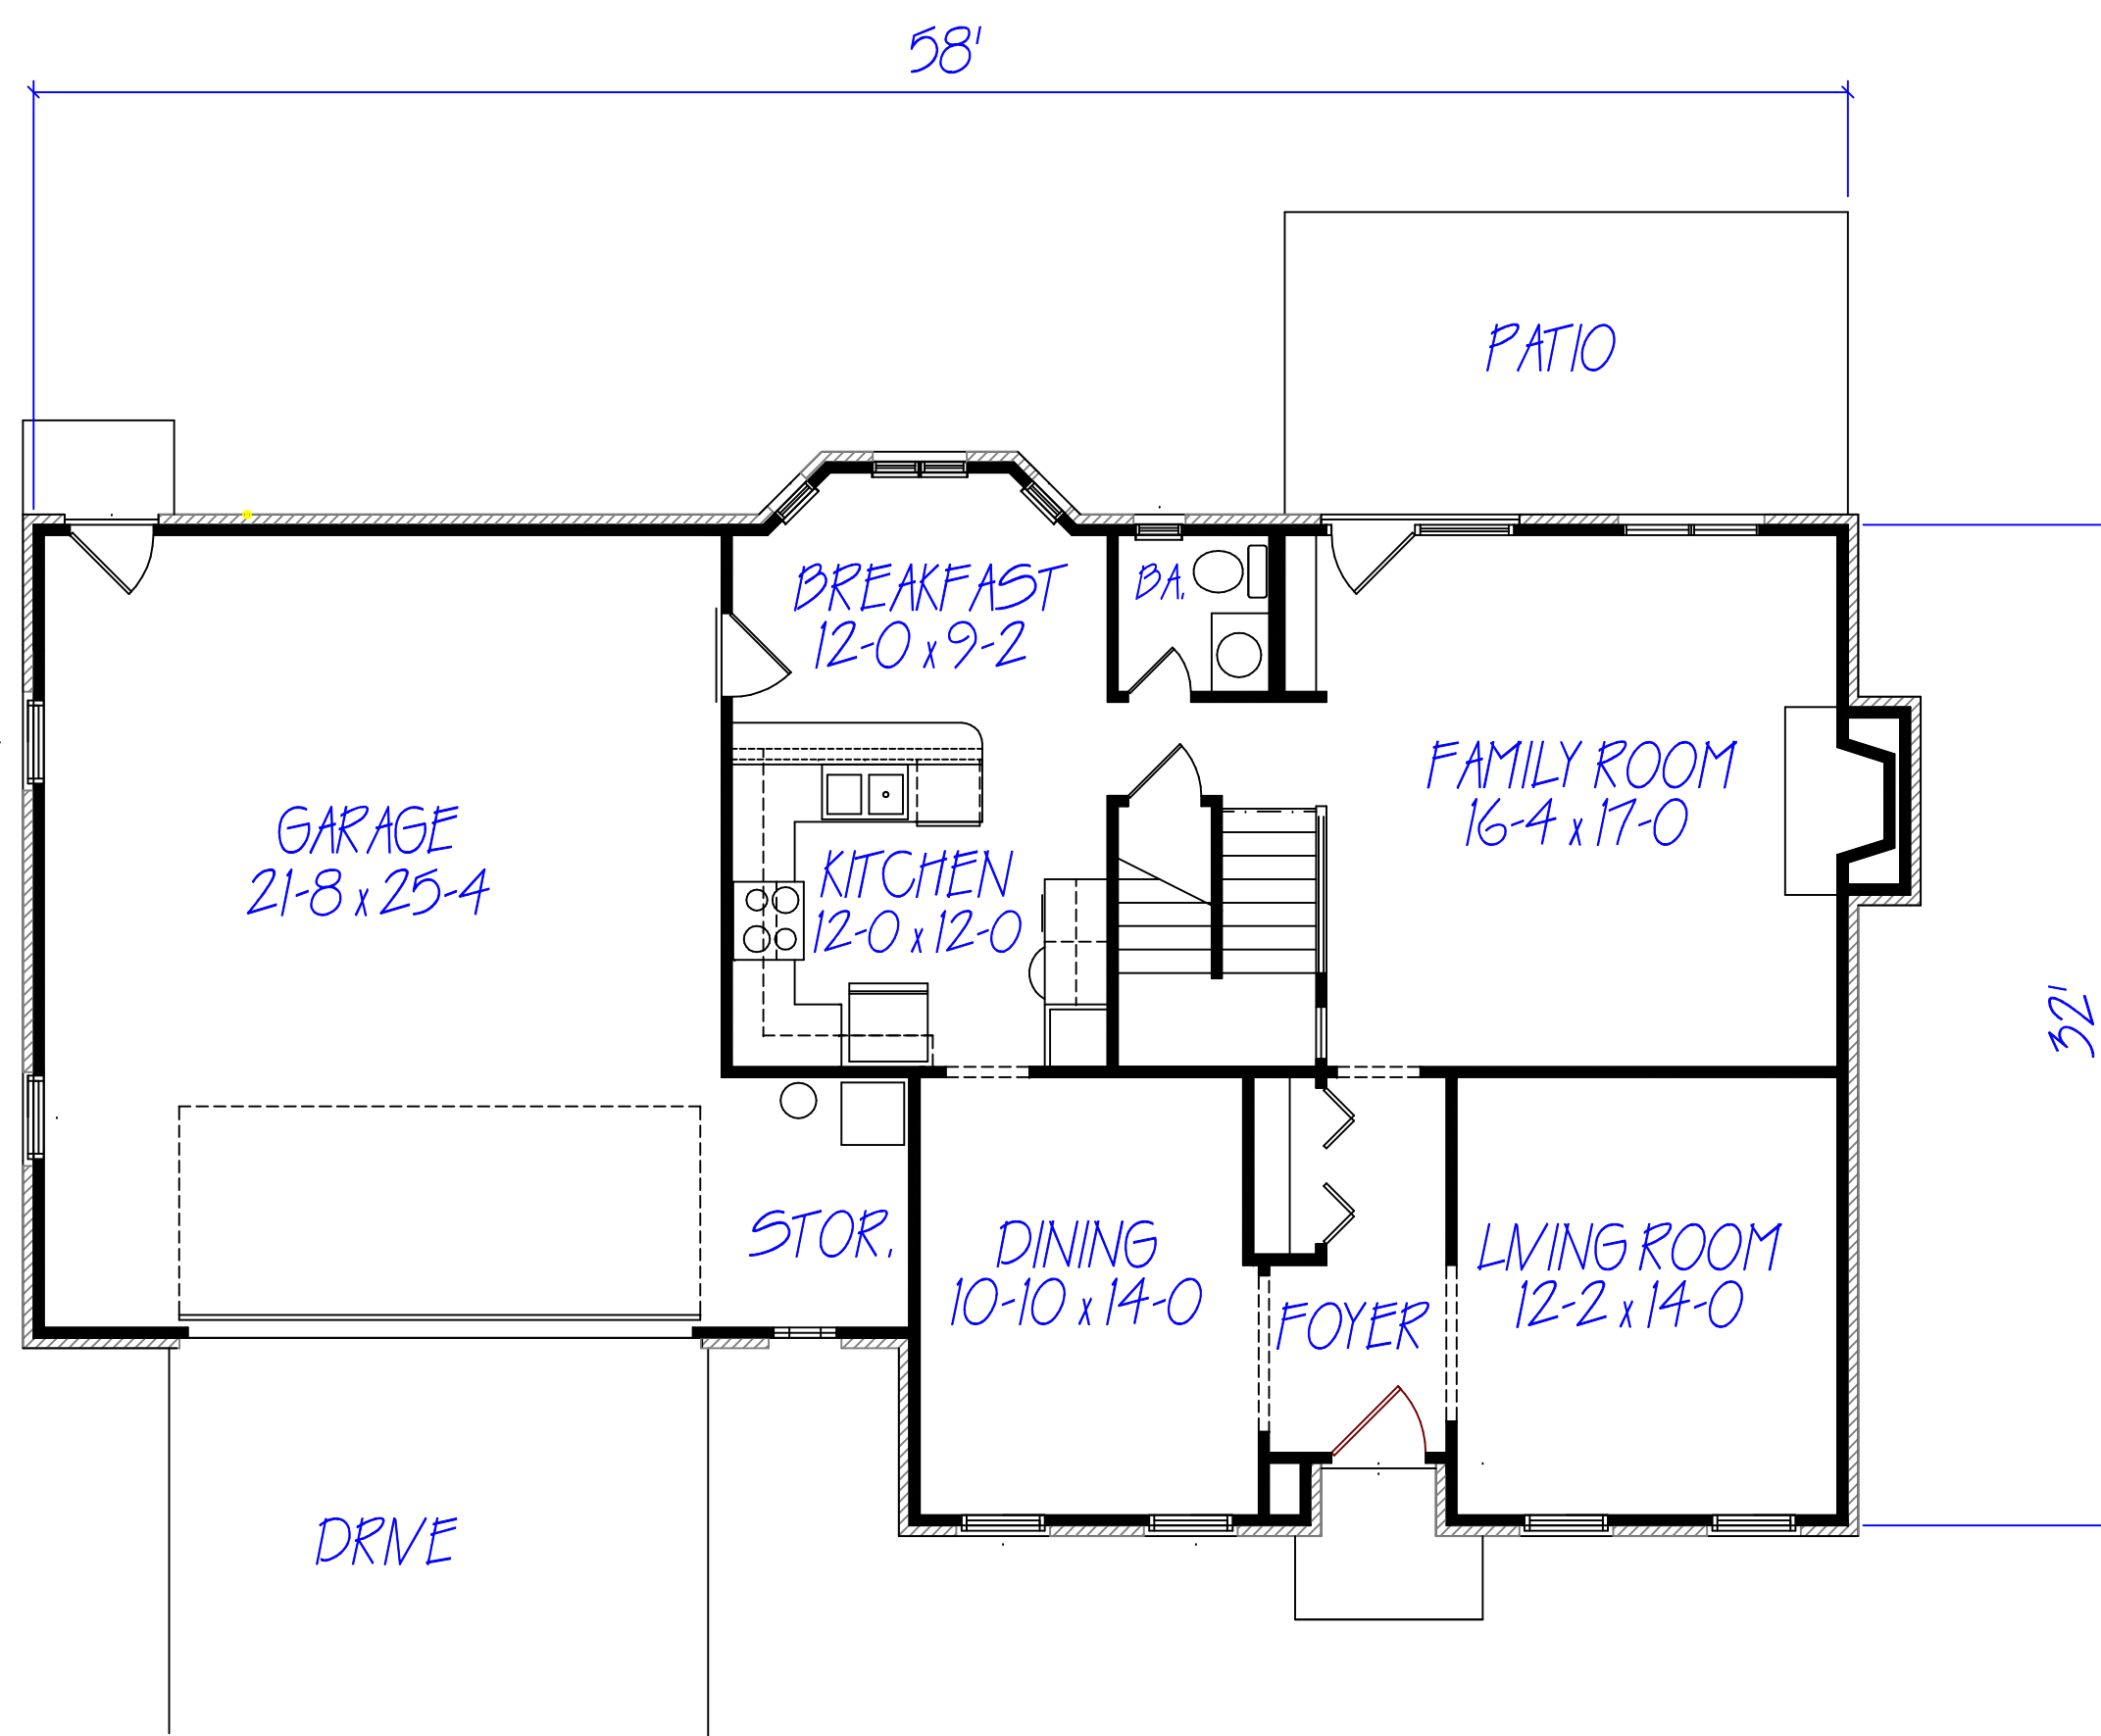 58'
PATIO
BREKFAST
12-0 x 9-2
BA.
FAMILY ROOM
16-4 x 17-0
GARAGE
21-8 x 25-4
KITCHEN
12-0 x 12-0
32'
STOR.
DINING
10-10 x 14-0
LIVING ROOM
12-2 x 14-0
FOYER
DRIVE